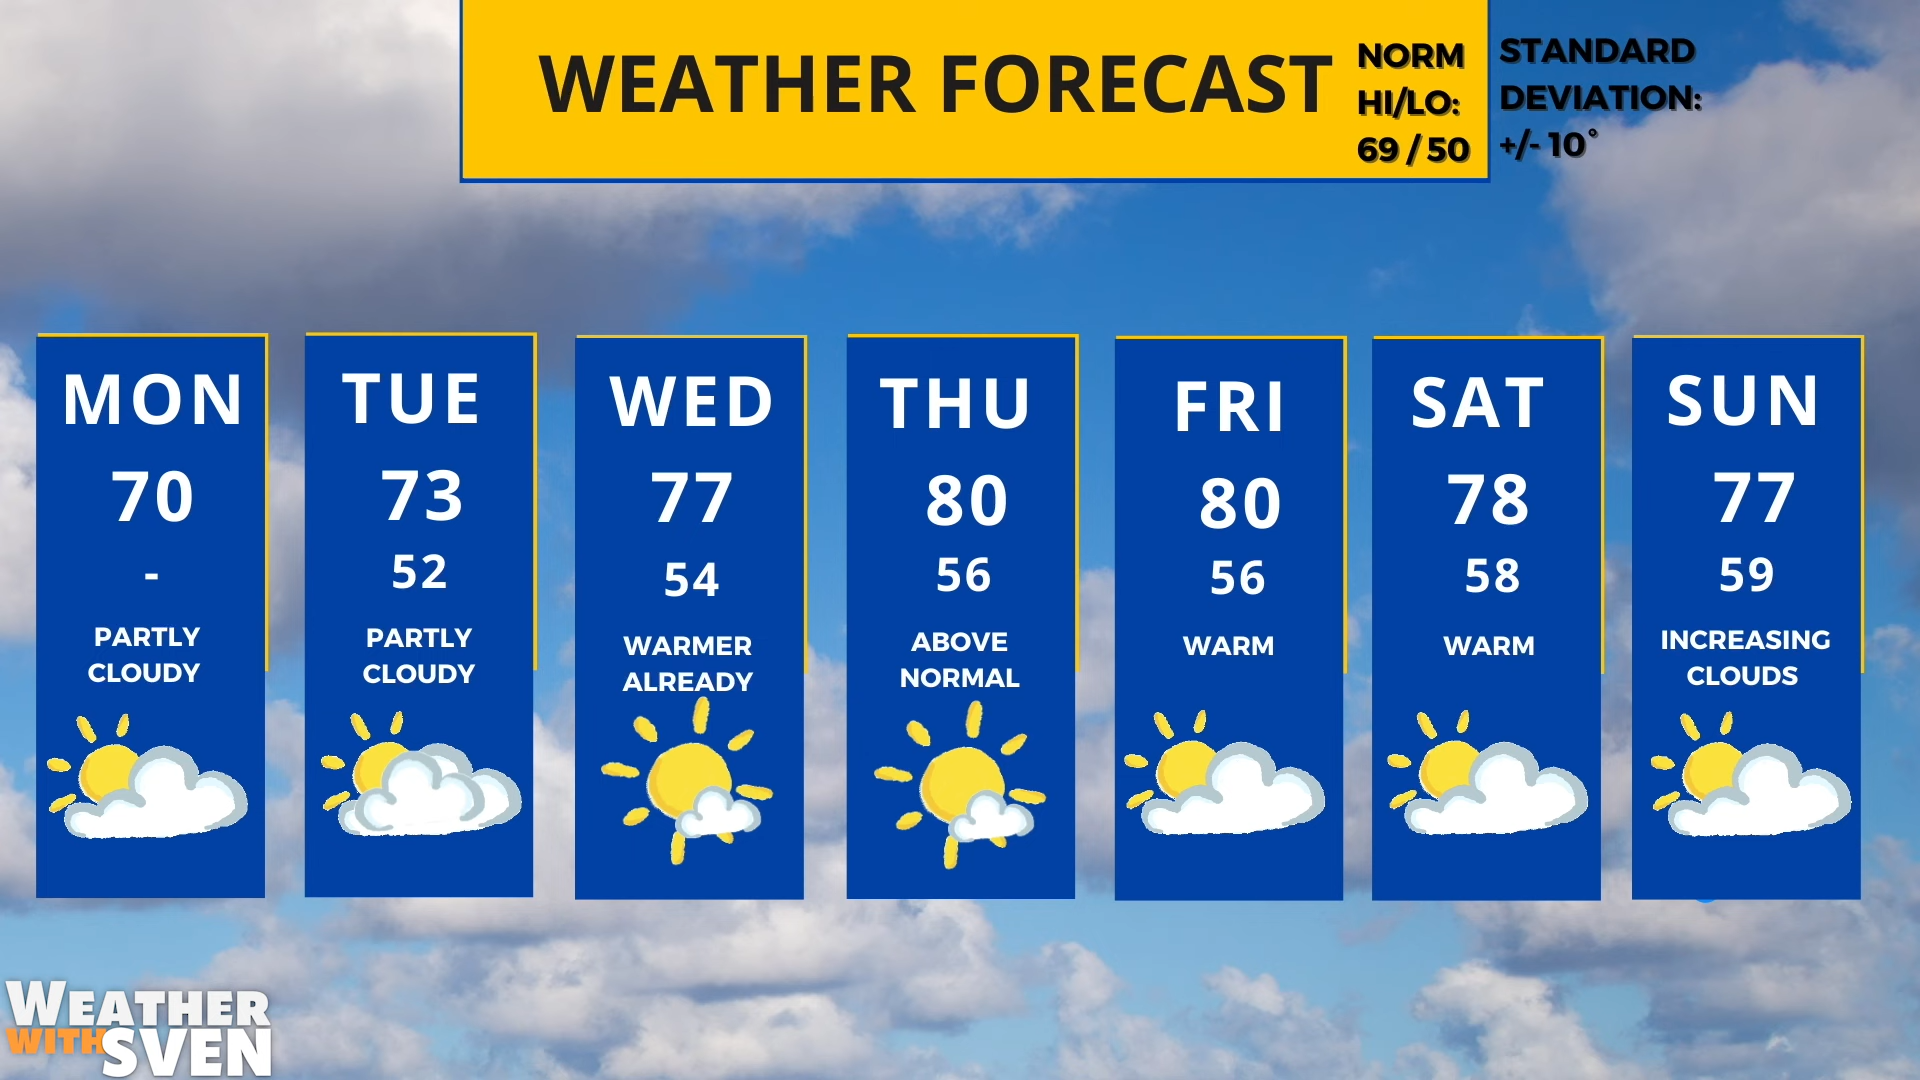 WEATHER FORECAST
NORM
HI/LO:
69 / 50
STANDARD
DEVIATION:
+/- 10°
MON
70
-
PARTLY
CLOUDY
TUE
73
52
PARTLY
CLOUDY
WED
77
54
WARMER
ALREADY
THU
80
56
ABOVE
NORMAL
FRI
80
56
WARM
SAT
78
58
WARM
SUN
77
59
INCREASING
CLOUDS
WEATHER
WITH SVEN